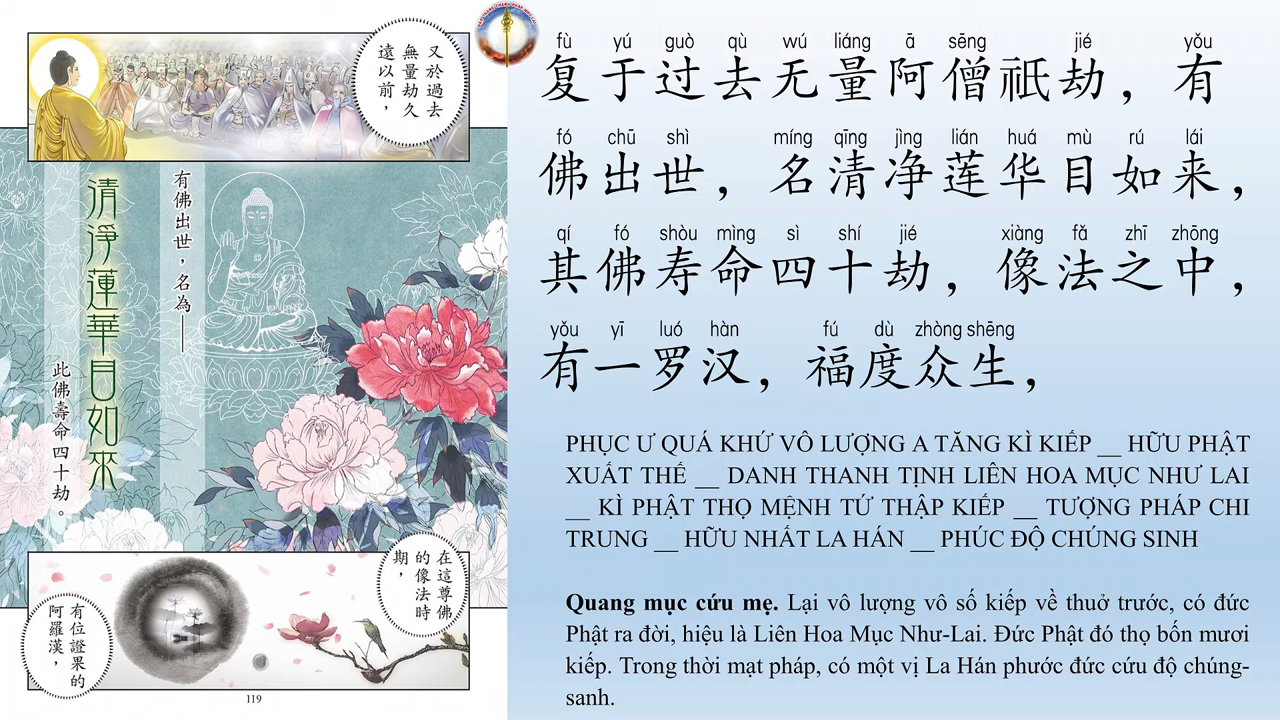 又於過去
無量劫久
遠以前，
有佛出世，名為——
清淨蓮華目如來
此佛壽命四十劫。
在這尊佛
的像法時
期，
有位證果的
阿羅漢，
119
fù yú guò qù wú liáng ā sēng jié yǒu
复于过去无量阿僧祇劫，有
fó chū shì míng qīng jìng lián huá mù rú lái
佛出世，名清净莲华目如来，
qí fó shòu mìng sì shí jié xiàng fǎ zhī zhōng
其佛寿命四十劫，像法之中，
yǒu yī luó hàn fú dù zhòng shēng
有一罗汉，福度众生，
PHỤC Ư QUÁ KHỨ VÔ LƯỢNG A TĂNG KÌ KIẾP __ HỮU PHẬT
XUẤT THẾ __ DANH THANH TỊNH LIÊN HOA MỤC NHƯ LAI
__ KÌ PHẬT THỌ MỆNH TỨ THẬP KIẾP __ TƯỢNG PHÁP CHI
TRUNG __ HỮU NHẤT LA HÁN __ PHÚC ĐỘ CHÚNG SINH
Quang mục cứu mẹ. Lại vô lượng vô số kiếp về thuở trước, có đức
Phật ra đời, hiệu là Liên Hoa Mục Như-Lai. Đức Phật đó thọ bốn mươi
kiếp. Trong thời mạt pháp, có một vị La Hán phước đức cứu độ chúng-
sanh.